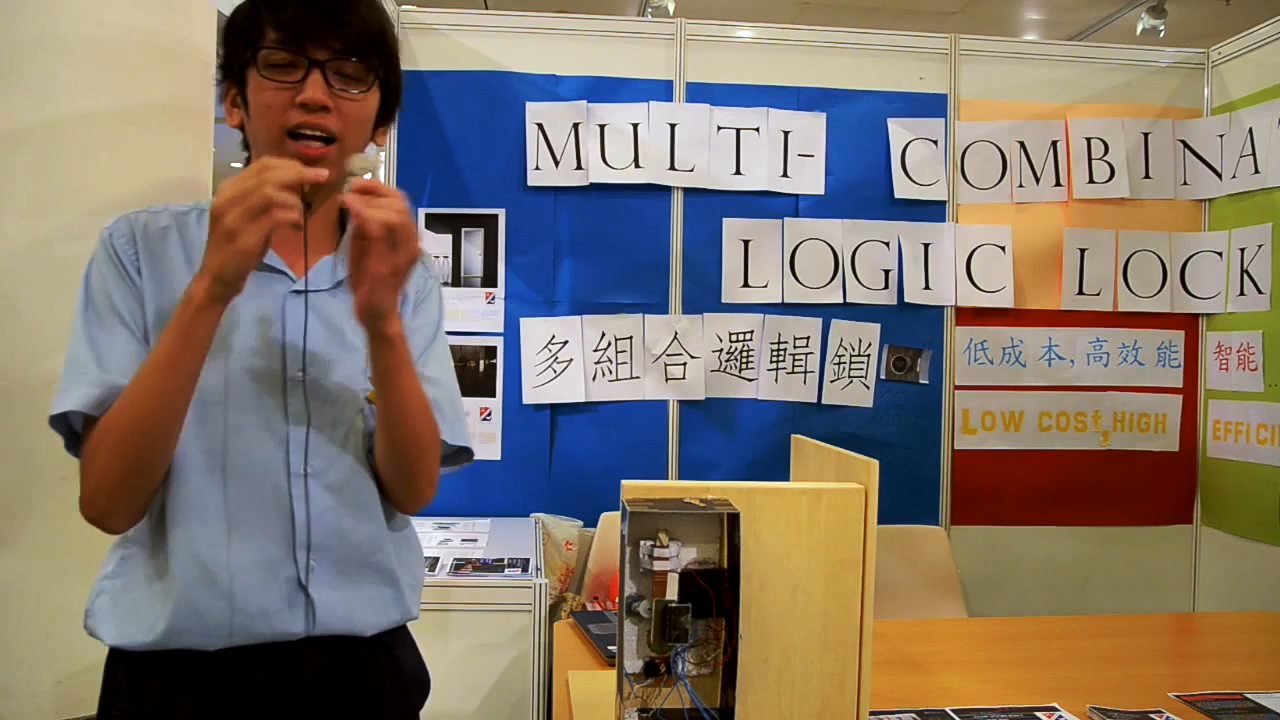 MULTI- COMBINA
LOGIC LOCK
多組合邏輯鎖
低成本,高效能
智能
LOW COST, HIGH
EFFICI